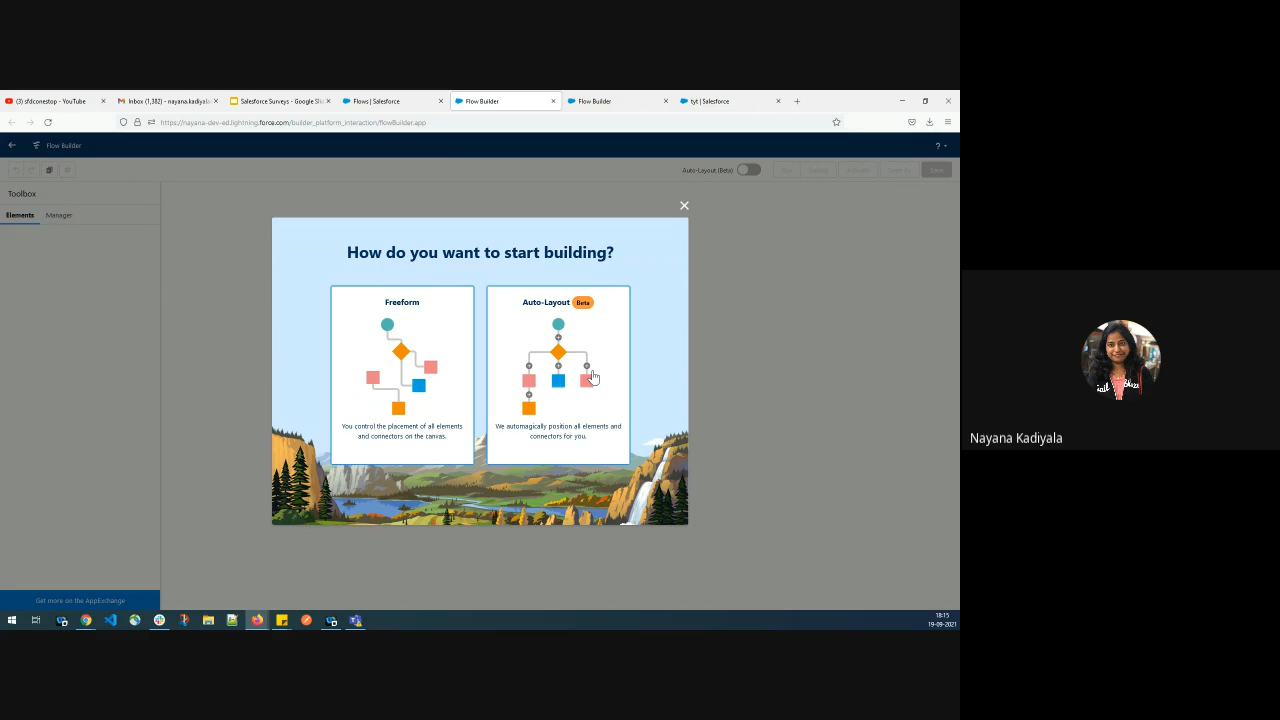 (3) sfdconestop - YouTube
Inbox (1,382) - nayana.kadiyala
Salesforce Surveys - Google Sli
Flows | Salesforce
Flow Builder
Flow Builder
tyt | Salesforce
https://nayana-dev-ed.lightning.force.com/builder_platform_interaction/flowBuilder.app
Flow Builder
?
Auto-Layout (Beta)
Save
Toolbox
Elements
Manager
How do you want to start building?
Freeform
Auto-Layout Beta
You control the placement of all elements
and connectors on the canvas.
We automagically position all elements and
connectors for you.
Nayana Kadiyala
Get more on the AppExchange
18:15
19-09-2021